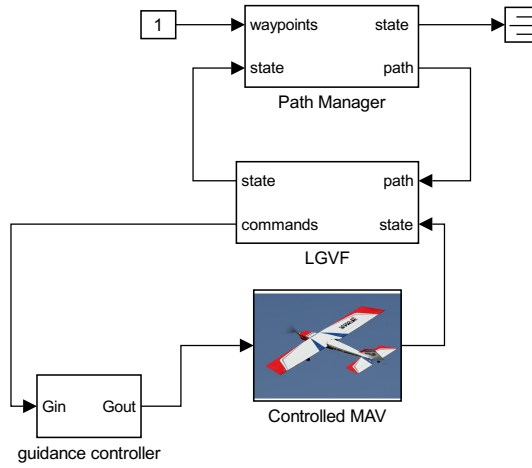 1
waypoints state
state path
Path Manager
state path
commands state
LGVF
Controlled MAV
Gin Gout
guidance controller